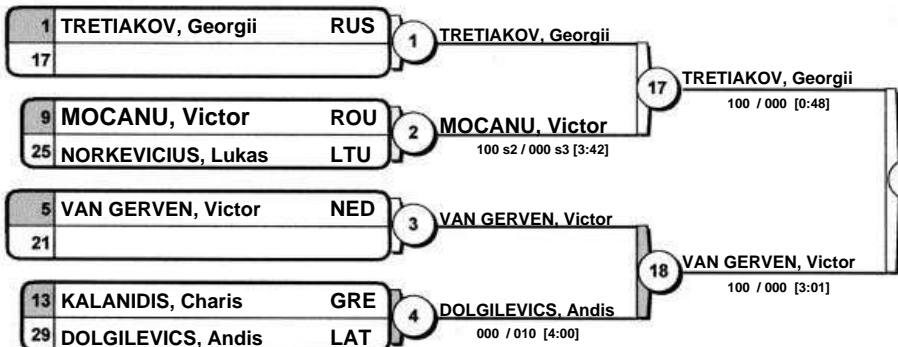 1 TRETIAKOV, Georgii RUS
17
1
TRETIAKOV, Georgii
9 MOCANU, Victor ROU
25 NORKEVICIUS, Lukas LTU
2
MOCANU, Victor
100 s2 / 000 s3 [3:42]
17
TRETIAKOV, Georgii
100 / 000 [0:48]
5 VAN GERVEN, Victor NED
21
3
VAN GERVEN, Victor
13 KALANIDIS, Charis GRE
29 DOLGILEVICS, Andis LAT
4
DOLGILEVICS, Andis
000 / 010 [4:00]
18
VAN GERVEN, Victor
100 / 000 [3:01]